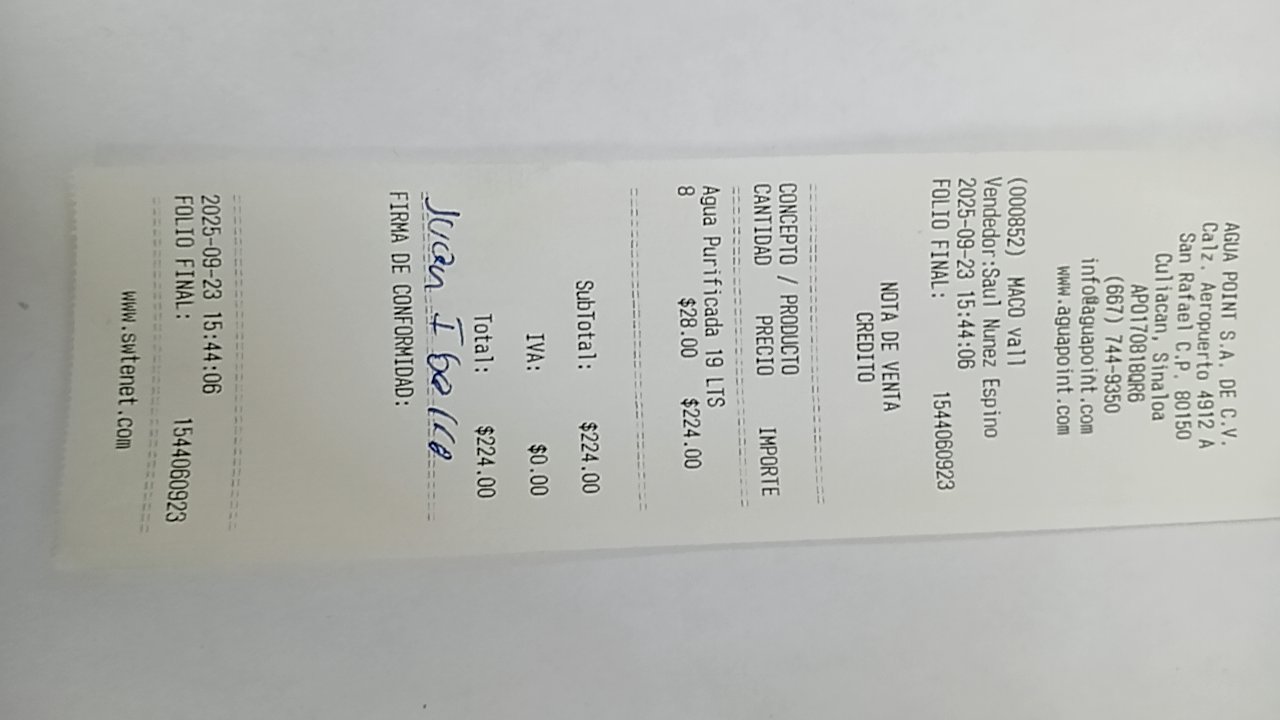 AGUA POINT S.A. DE C.V.
Calz. Aeropuerto 4912 A
San Rafael C.P. 80150
Culiacan, Sinaloa
APO170818QR6
(667) 744-9350
info@aguapoint.com
www.aguapoint.com
(000852) MACO vall
Vendedor:Saul Nunez Espino
2025-09-23 15:44:06
FOLIO FINAL: 1544060923
NOTA DE VENTA
CREDITO
CONCEPTO / PRODUCTO
CANTIDAD PRECIO IMPORTE
Agua Purificada 19 LTS
8 $28.00 $224.00
SubTotal: $224.00
IVA: $0.00
Total: $224.00
Juan
FIRMA DE CONFORMIDAD:
2025-09-23 15:44:06
FOLIO FINAL: 1544060923
www.swtenet.com